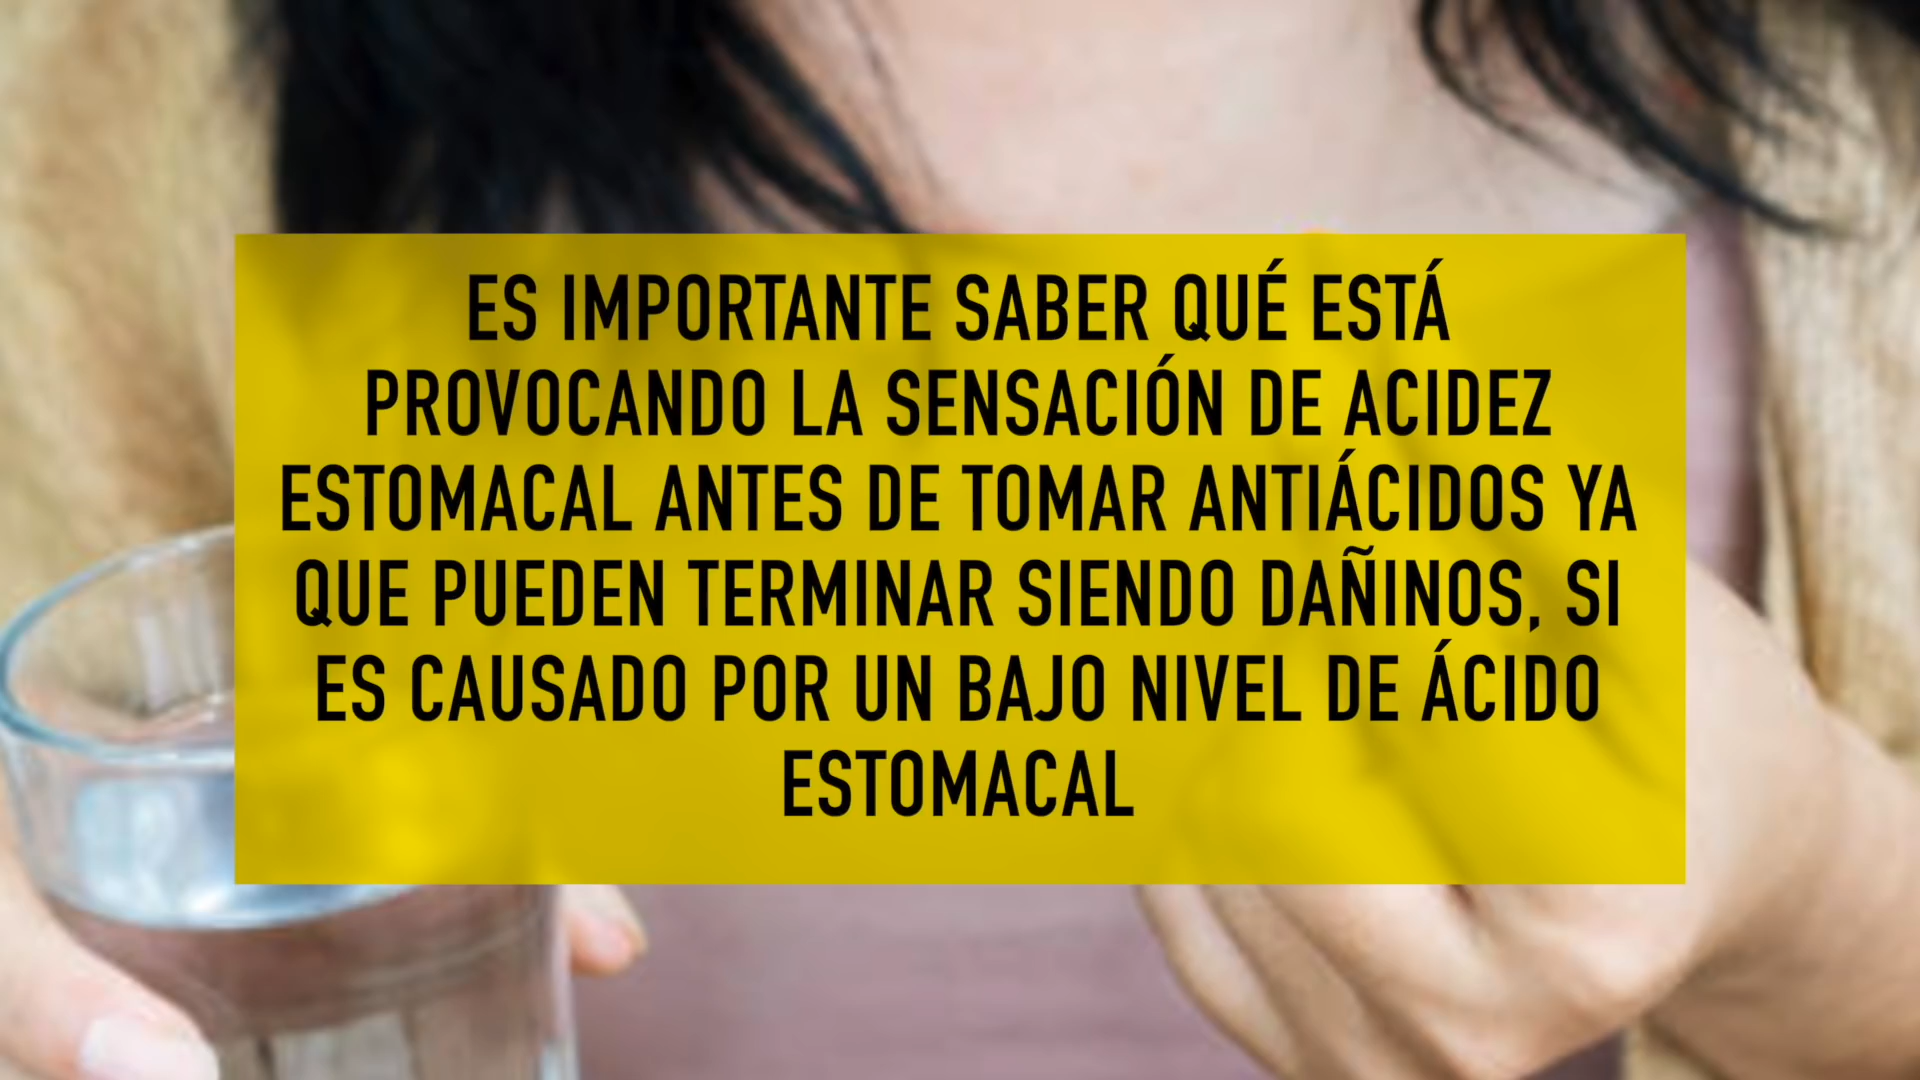 ES IMPORTANTE SABER QUÉ ESTÁ
PROVOCANDO LA SENSACIÓN DE ACIDEZ
ESTOMACAL ANTES DE TOMAR ANTIÁCIDOS YA
QUE PUEDEN TERMINAR SIENDO DAÑINOS, SI
ES CAUSADO POR UN BAJO NIVEL DE ÁCIDO
ESTOMACAL